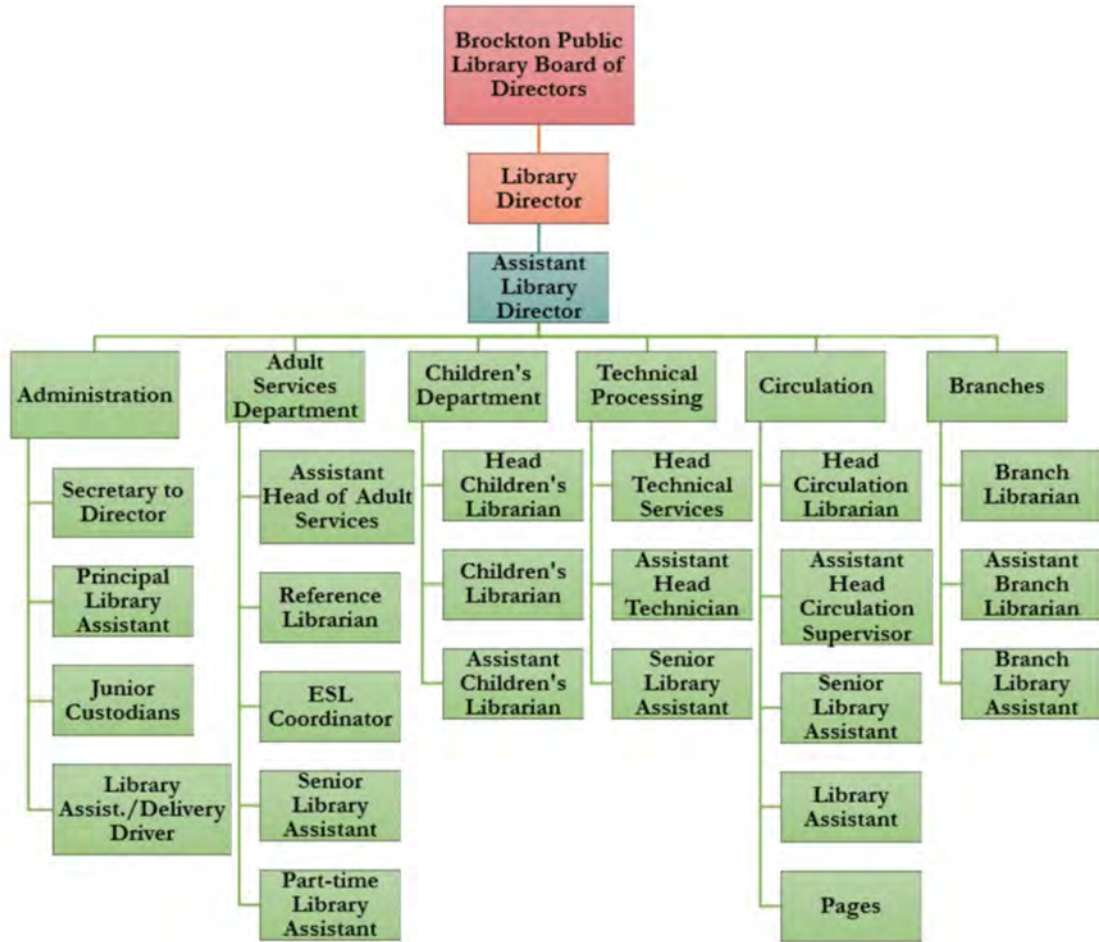 Brockton Public
Library Board of
Directors
Library
Director
Assistant
Library
Director
Administration
Adult
Services
Department
Children's
Department
Technical
Processing
Circulation
Branches
Secretary to
Director
Principal
Library
Assistant
Junior
Custodians
Library
Assist./Delivery
Driver
Assistant
Head of Adult
Services
Reference
Librarian
ESL
Coordinator
Senior
Library
Assistant
Part-time
Library
Assistant
Head
Children's
Librarian
Children's
Librarian
Assistant
Children's
Librarian
Head
Technical
Services
Assistant
Head
Technician
Senior
Library
Assistant
Head
Circulation
Librarian
Assistant
Head
Circulation
Supervisor
Senior
Library
Assistant
Library
Assistant
Pages
Branch
Librarian
Assistant
Branch
Librarian
Branch
Library
Assistant